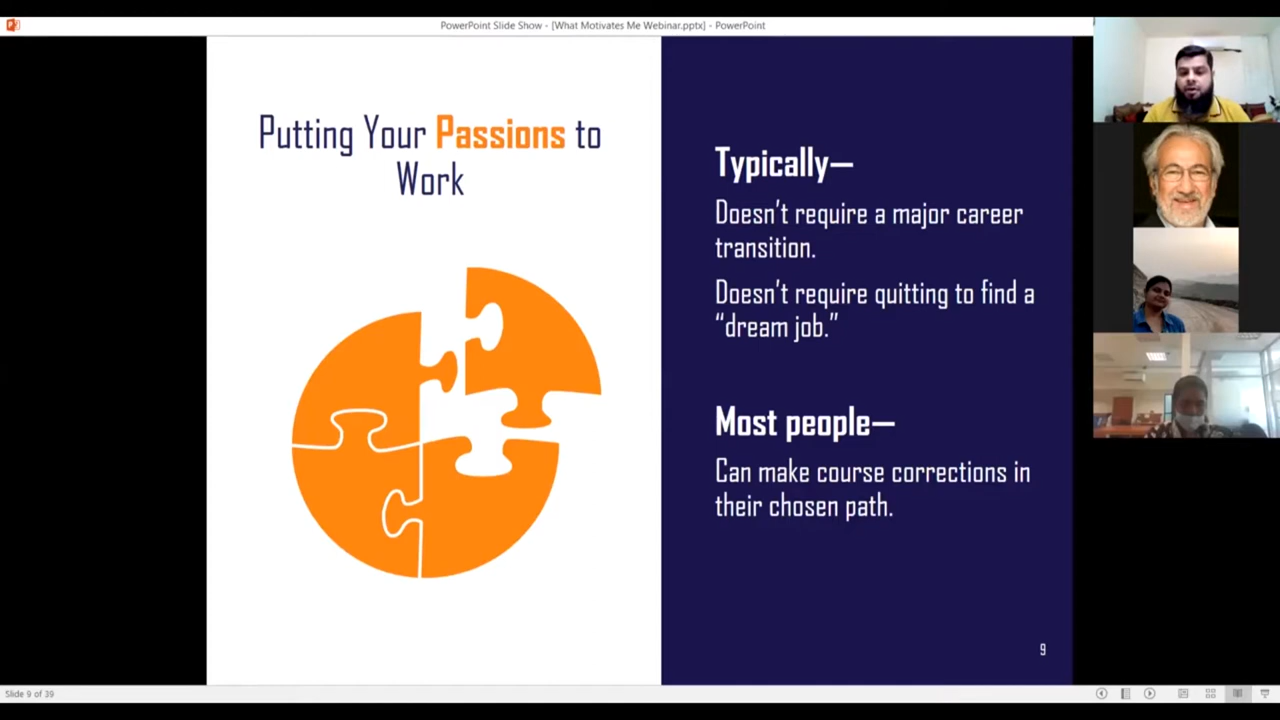 PowerPoint Slide Show - [What Motivates Me Webinar.pptx] - PowerPoint
Putting Your Passions to
Work
Typically—
Doesn't require a major career
transition.
Doesn't require quitting to find a
“dream job.”
Most people—
Can make course corrections in
their chosen path.
9
Slide 9 of 39